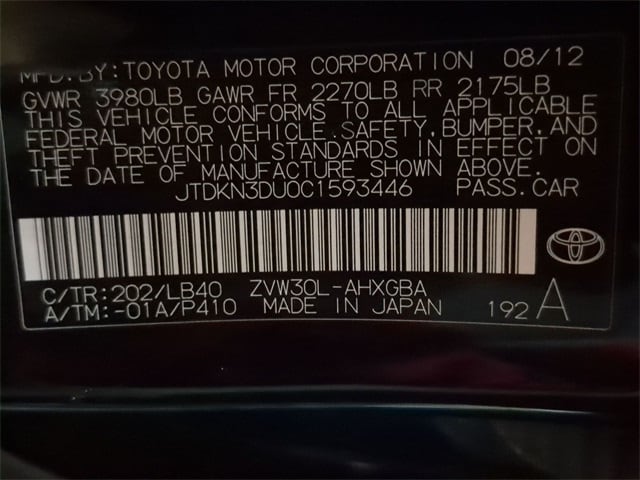 MFD.BY:TOYOTA MOTOR CORPORATION 08/12
GVWR 3980LB GAWR FR 2270LB RR 2175LB
THIS VEHICLE CONFORMS TO ALL APPLICABLE
FEDERAL MOTOR VEHICLE SAFETY,BUMPER,AND
THEFT PREVENTION STANDARDS IN EFFECT ON
THE DATE OF MANUFACTURE SHOWN ABOVE.
JTDKN3DU0C1593446 PASS.CAR
C/TR:202/LB40 ZVW30L-AHXGBA
A/TM:-01A/P410 MADE IN JAPAN 192 A